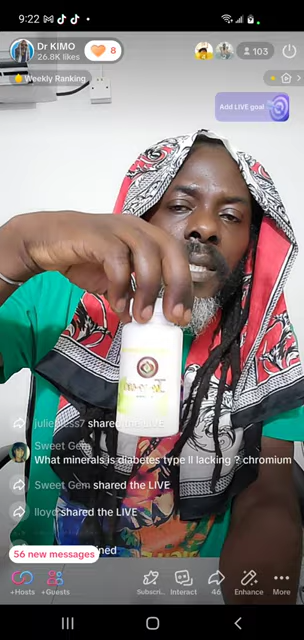 9:22
Dr KIMO
26.8K likes
8
103
Weekly Ranking
Add LIVE goal
shared the LIVE
Sweet Gem
What minerals is diabetes type II lacking ? chromium
Sweet Gem shared the LIVE
lloyd shared the LIVE
56 new messages
+Hosts
+Guests
Subscri...
Interact
46
Enhance
More